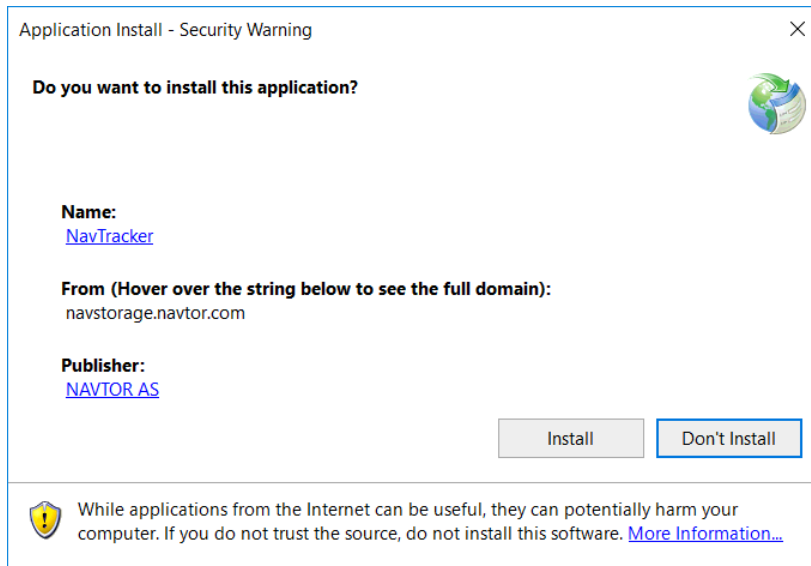 Application Install - Security Warning
Do you want to install this application?
Name:
NavTracker
From (Hover over the string below to see the full domain):
navstorage.navtor.com
Publisher:
NAVTOR AS
Install
Don't Install
While applications from the Internet can be useful, they can potentially harm your
computer. If you do not trust the source, do not install this software. More Information...